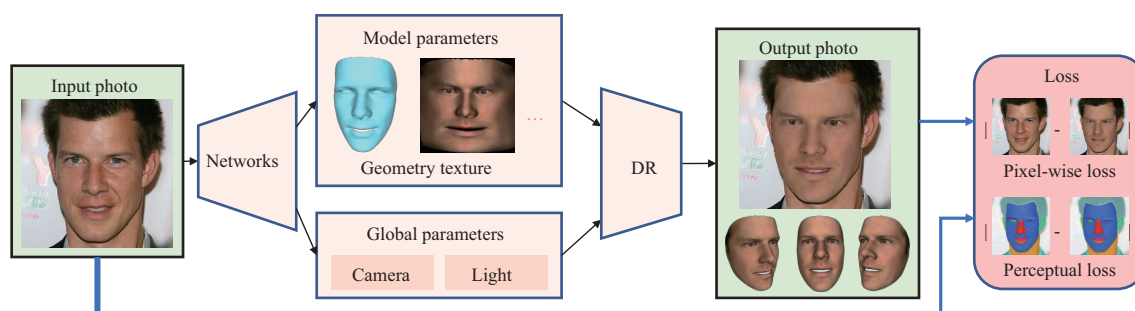 Input photo
Networks
Model parameters
...
Geometry texture
Global parameters
Camera
Light
DR
Output photo
Loss
| - |
Pixel-wise loss
| - |
Perceptual loss